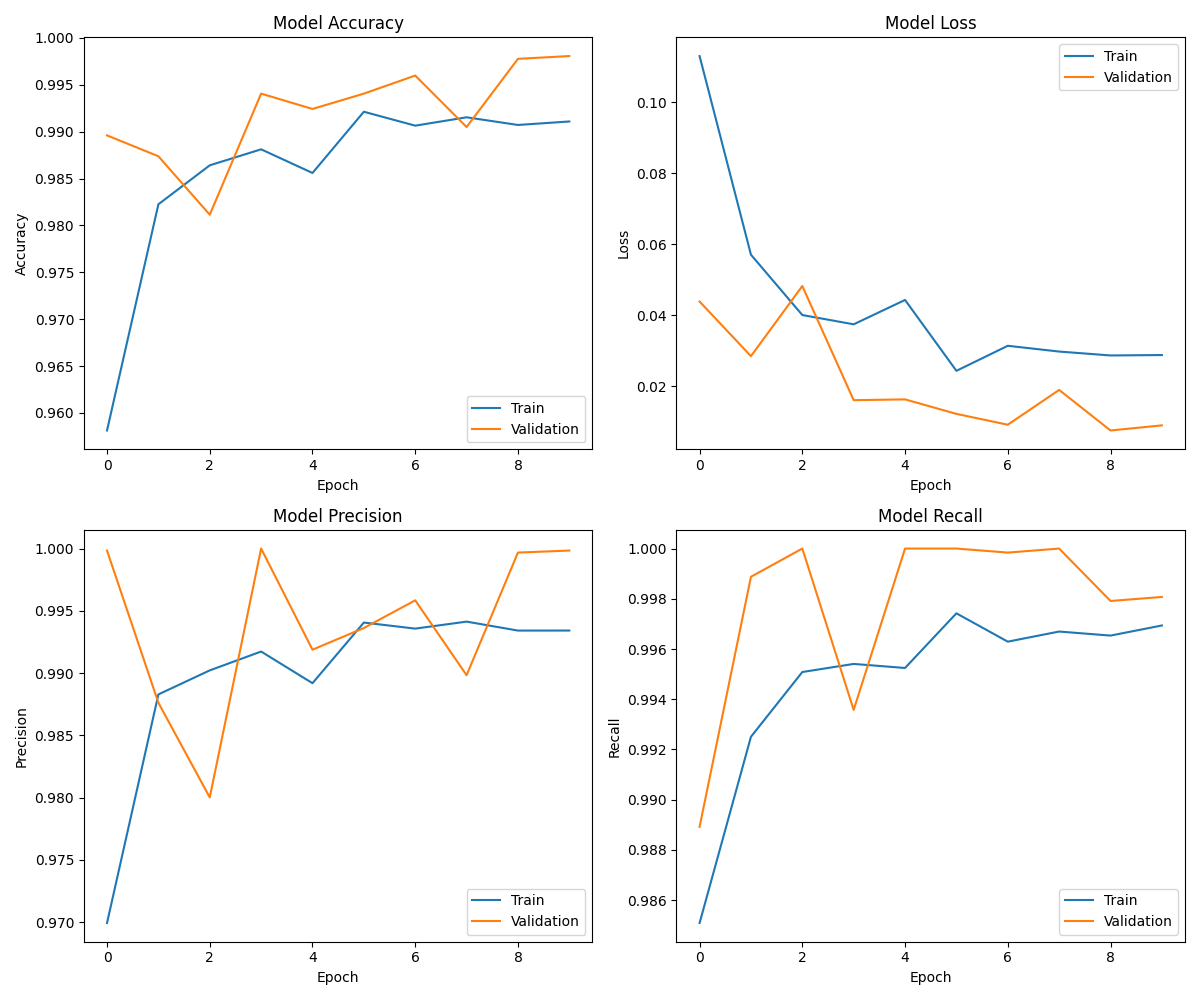 Model Accuracy
1.000
0.995
0.990
0.985
0.980
0.975
0.970
0.965
0.960
Accuracy
0 2 4 6 8
Epoch
Train
Validation
Model Loss
0.10
0.08
0.06
0.04
0.02
Loss
0 2 4 6 8
Epoch
Train
Validation
Model Precision
1.000
0.995
0.990
0.985
0.980
0.975
0.970
Precision
0 2 4 6 8
Epoch
Train
Validation
Model Recall
1.000
0.998
0.996
0.994
0.992
0.990
0.988
0.986
Recall
0 2 4 6 8
Epoch
Train
Validation